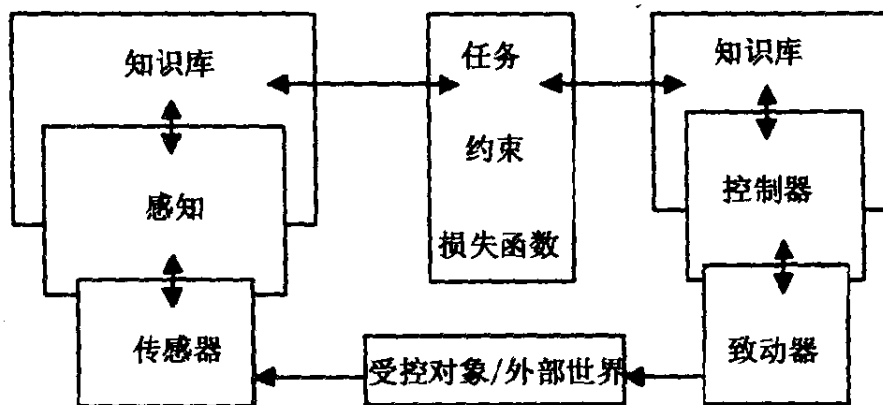 知识库
感知
传感器
任务
约束
损失函数
受控对象/外部世界
知识库
控制器
致动器